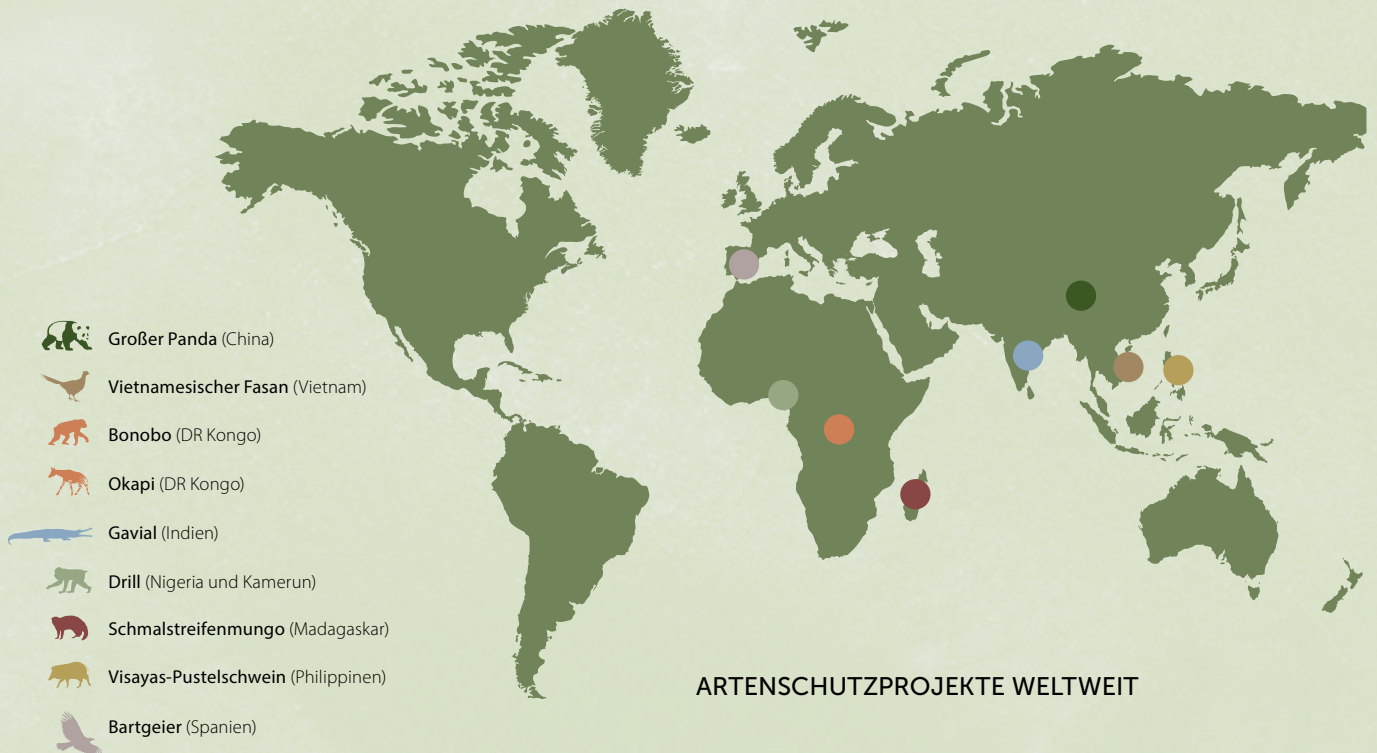 Großer Panda (China)
Vietnamesischer Fasan (Vietnam)
Bonobo (DR Kongo)
Okapi (DR Kongo)
Gavial (Indien)
Drill (Nigeria und Kamerun)
Schmalstreifenmungo (Madagaskar)
Visayas-Pustelschwein (Philippinen)
Bartgeier (Spanien)
ARTENSCHUTZPROJEKTE WELTWEIT